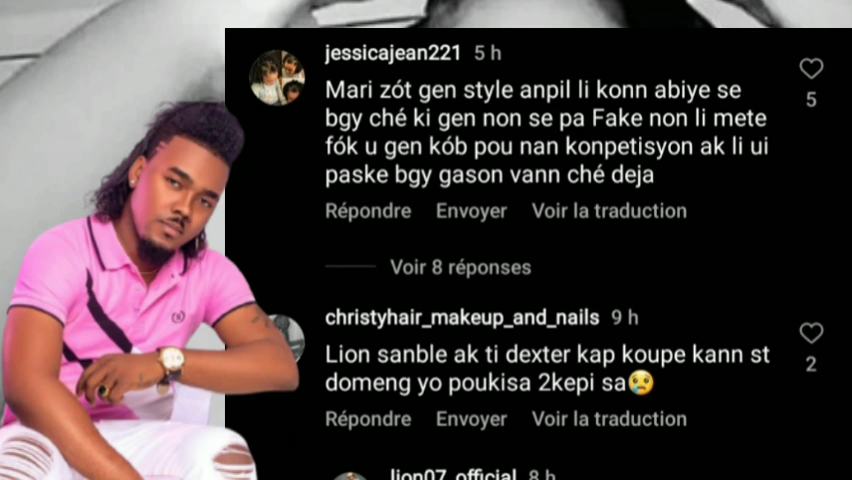 jessicajean221 5 h
Mari zót gen style anpil li konn abiye se
bgy ché ki gen non se pa Fake non li mete
fók u gen kób pou nan konpetisyon ak li ui
paske bgy gason vann ché deja
5
Répondre Envoyer Voir la traduction
Voir 8 réponses
christyhair_makeup_and_nails 9 h
Lion sanble ak ti dexter kap koupe kann st
domeng yo poukisa 2kepi sa😢
2
Répondre Envoyer Voir la traduction
lion07_official 8 h